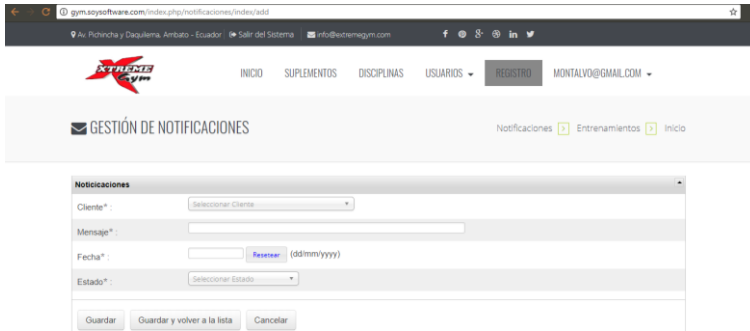 gym.soysoftware.com/index.php/notificaciones/index/add
Av. Pichincha y Daquilema. Ambato - Ecuador Salir del Sistema info@extremegym.com
XTREME
Gym
INICIO SUPLEMENTOS DISCIPLINAS USUARIOS REGISTRO MONTALVO@GMAIL.COM
GESTIÓN DE NOTIFICACIONES
Notificaciones Entrenamientos Inicio
Noticicaciones
Cliente* : Seleccionar Cliente
Mensaje* :
Fecha* : Resetear (dd/mm/yyyy)
Estado* : Seleccionar Estado
Guardar Guardar y volver a la lista Cancelar